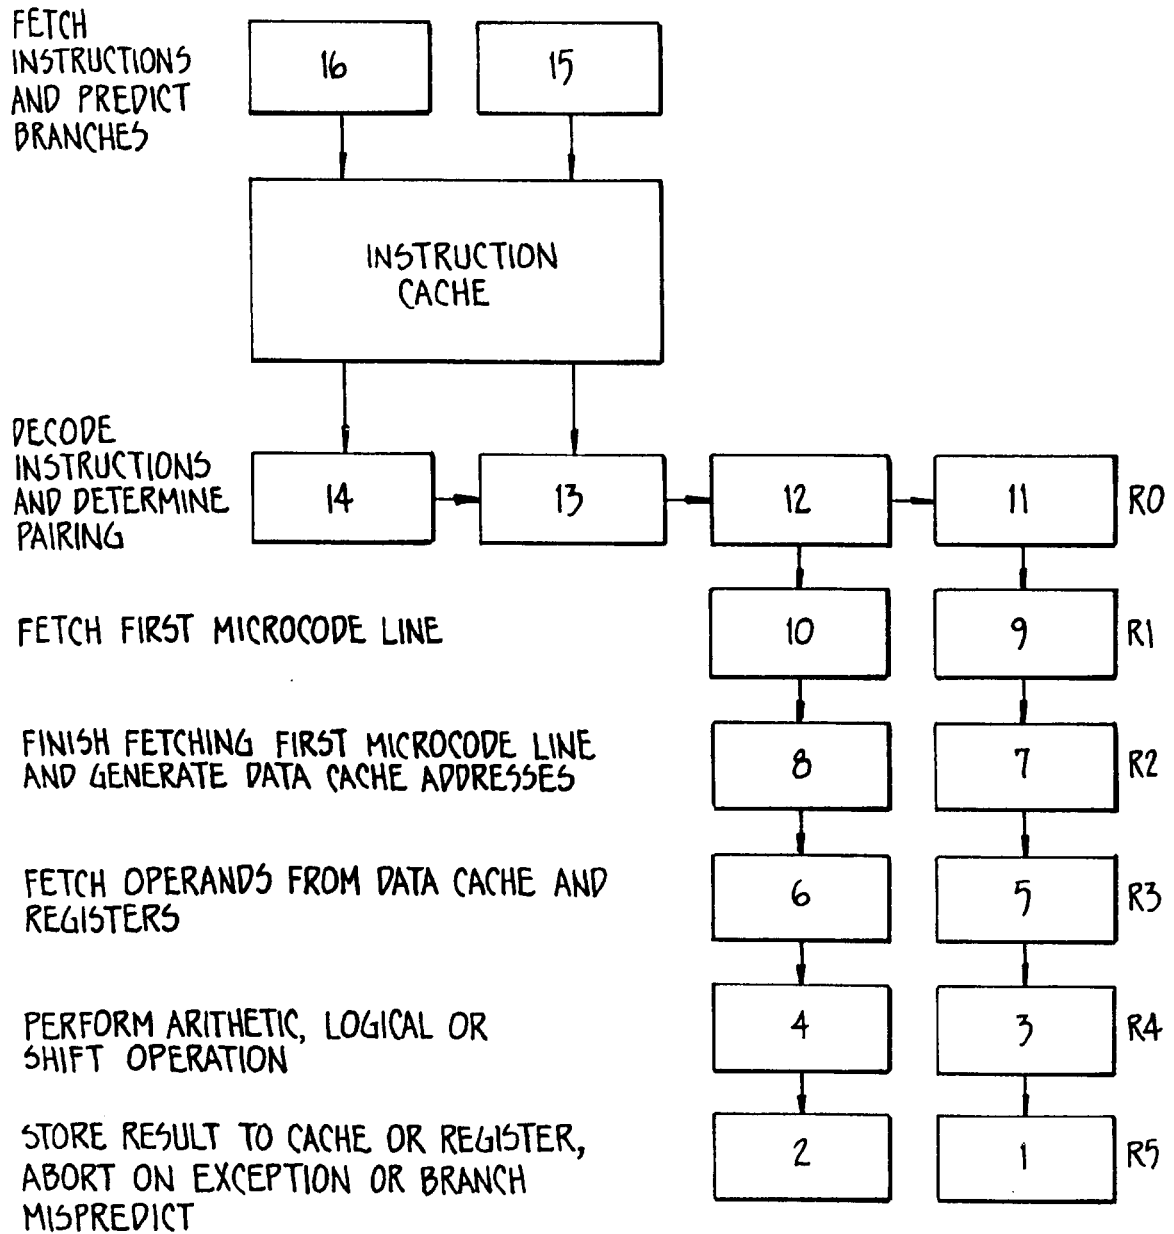 FETCH
INSTRUCTIONS
AND PREDICT
BRANCHES
16
15
INSTRUCTION
CACHE
DECODE
INSTRUCTIONS
AND DETERMINE
PAIRING
14
13
12
11
R0
FETCH FIRST MICROCODE LINE
10
9
R1
FINISH FETCHING FIRST MICROCODE LINE
AND GENERATE DATA CACHE ADDRESSES
8
7
R2
FETCH OPERANDS FROM DATA CACHE AND
REGISTERS
6
5
R3
PERFORM ARITHETIC, LOGICAL OR
SHIFT OPERATION
4
3
R4
STORE RESULT TO CACHE OR REGISTER,
ABORT ON EXCEPTION OR BRANCH
MISPREDICT
2
1
R5